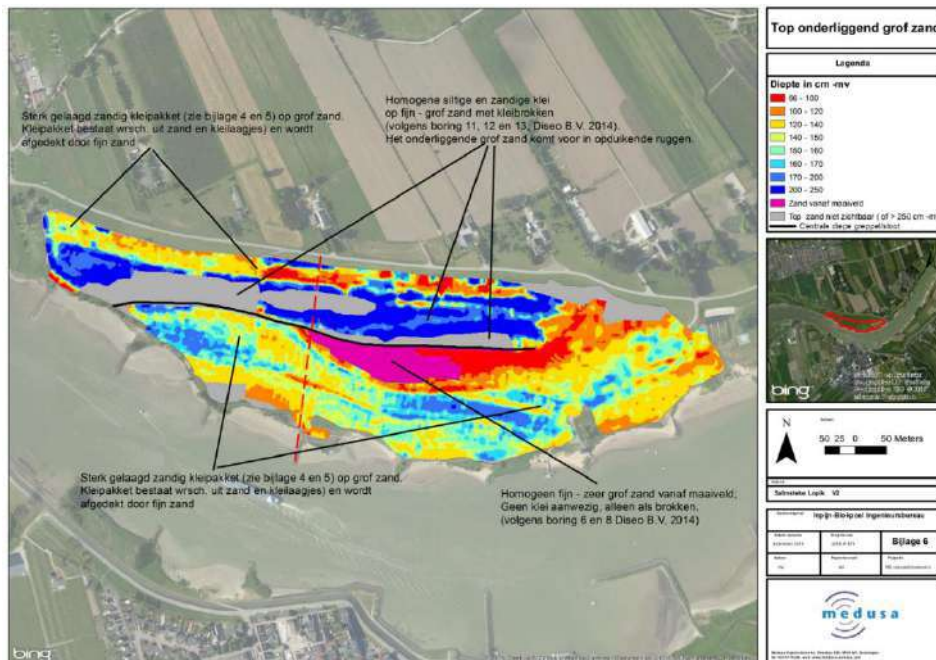 Top onderliggend grof zand
Legenda
Diepte in cm -mv
66 - 100
100 - 120
120 - 140
140 - 150
150 - 160
160 - 170
170 - 200
200 - 250
Zand vanaf maaiveld
Top zand niet zichtbaar ( of > 250 cm -m
Centrale diepe greppel/sloot
Sterk gelaagd zandig kleipakket (zie bijlage 4 en 5) op grof zand.
Kleipakket bestaat wrsch. uit zand en kleilaagjes) en wordt
afgedekt door fijn zand
Homogene siltige en zandige klei
op fijn - grof zand met kleibrokken
(volgens boring 11, 12 en 13, Diseo B.V. 2014).
Het onderliggende grof zand komt voor in opduikende ruggen.
Sterk gelaagd zandig kleipakket (zie bijlage 4 en 5) op grof zand.
Kleipakket bestaat wrsch. uit zand en kleilaagjes) en wordt
afgedekt door fijn zand
Homogeen fijn - zeer grof zand vanaf maaiveld;
Geen klei aanwezig, alleen als brokken.
(volgens boring 6 en 8 Diseo B.V. 2014)
bing
bing
N
50 25 0 50 Meters
Lopik V2
Ingenieursbureau
Bijlage 6
medusa